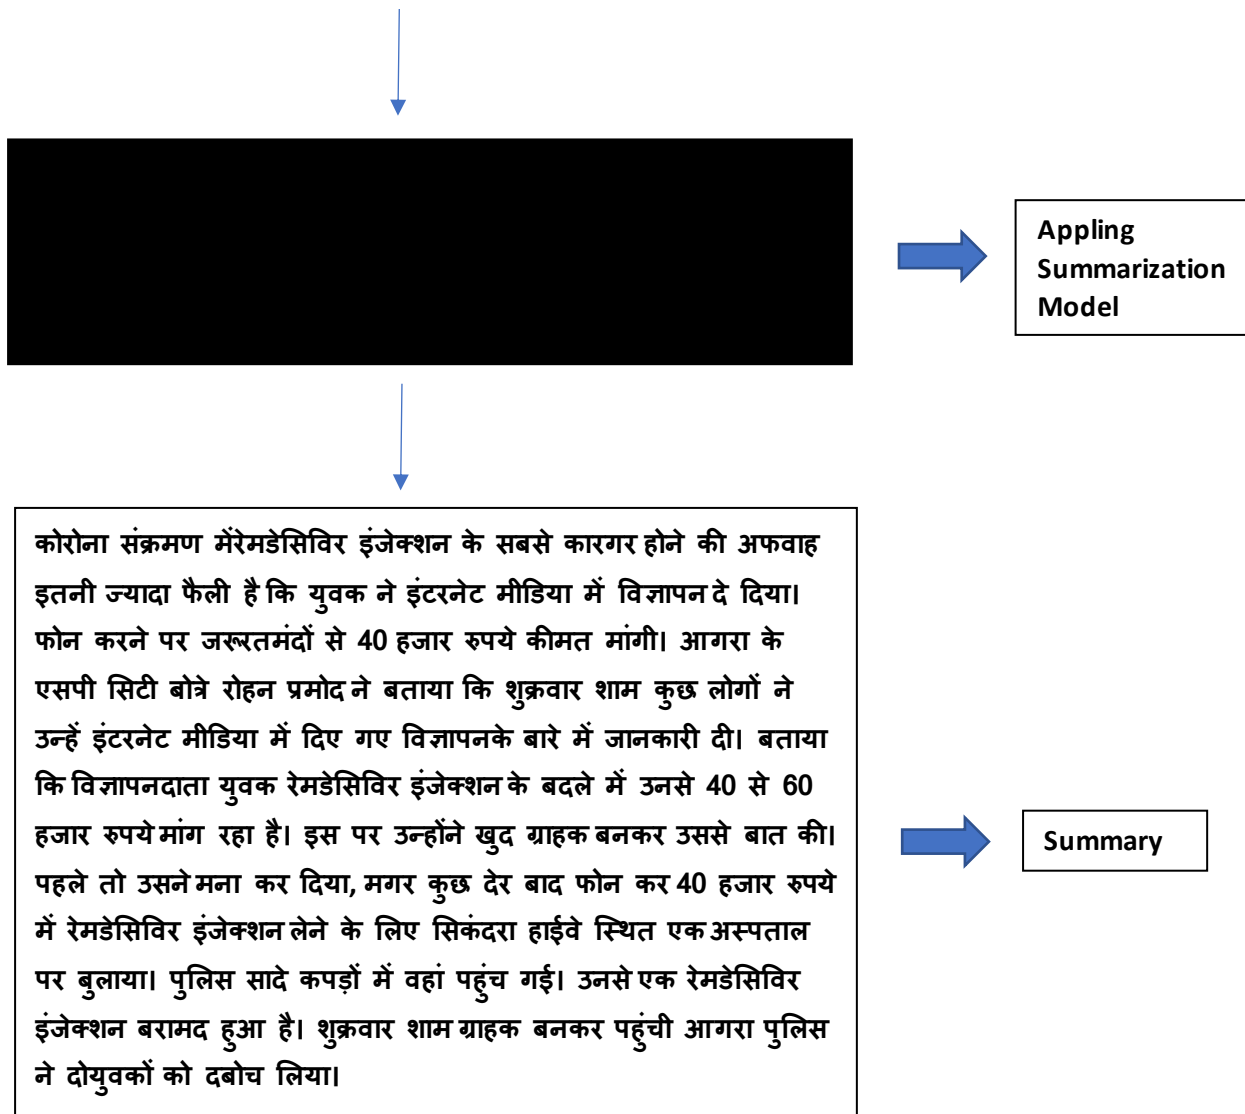 Appling
Summarization
Model
कोरोना संक्रमण मेंरेमडेसिविर इंजेक्शन के सबसे कारगर होने की अफवाह
इतनी ज्यादा फैली है कि युवक ने इंटरनेट मीडिया में विज्ञापन दे दिया।
फोन करने पर जरूरतमंदों से 40 हजार रुपये कीमत मांगी। आगरा के
एसपी सिटी बोत्रे रोहन प्रमोद ने बताया कि शुक्रवार शाम कुछ लोगों ने
उन्हें इंटरनेट मीडिया में दिए गए विज्ञापनके बारे में जानकारी दी। बताया
कि विज्ञापनदाता युवक रेमडेसिविर इंजेक्शन के बदले में उनसे 40 से 60
हजार रुपये मांग रहा है। इस पर उन्होंने खुद ग्राहक बनकर उससे बात की।
पहले तो उसने मना कर दिया, मगर कुछ देर बाद फोन कर 40 हजार रुपये
में रेमडेसिविर इंजेक्शन लेने के लिए सिकंदरा हाईवे स्थित एक अस्पताल
पर बुलाया। पुलिस सादे कपड़ों में वहां पहुंच गई। उनसे एक रेमडेसिविर
इंजेक्शन बरामद हुआ है। शुक्रवार शाम ग्राहक बनकर पहुंची आगरा पुलिस
ने दोयुवकों को दबोच लिया।
Summary